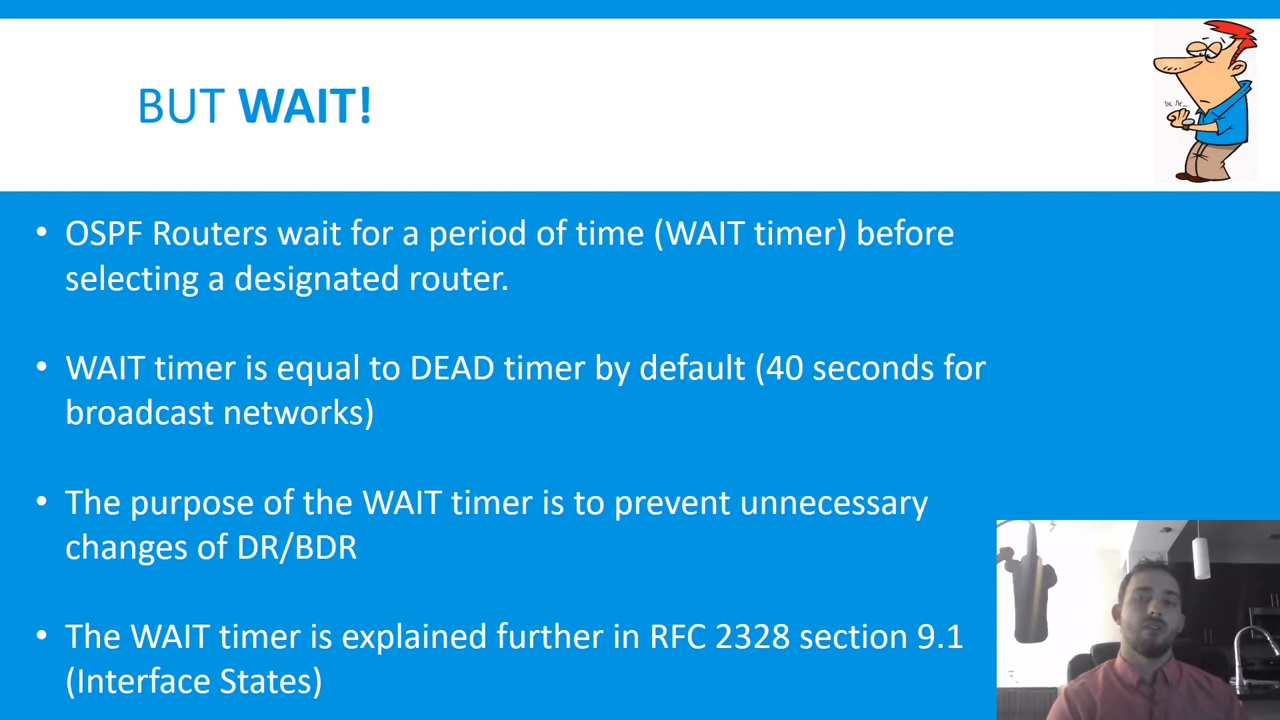 BUT WAIT!
• OSPF Routers wait for a period of time (WAIT timer) before
selecting a designated router.
• WAIT timer is equal to DEAD timer by default (40 seconds for
broadcast networks)
• The purpose of the WAIT timer is to prevent unnecessary
changes of DR/BDR
• The WAIT timer is explained further in RFC 2328 section 9.1
(Interface States)